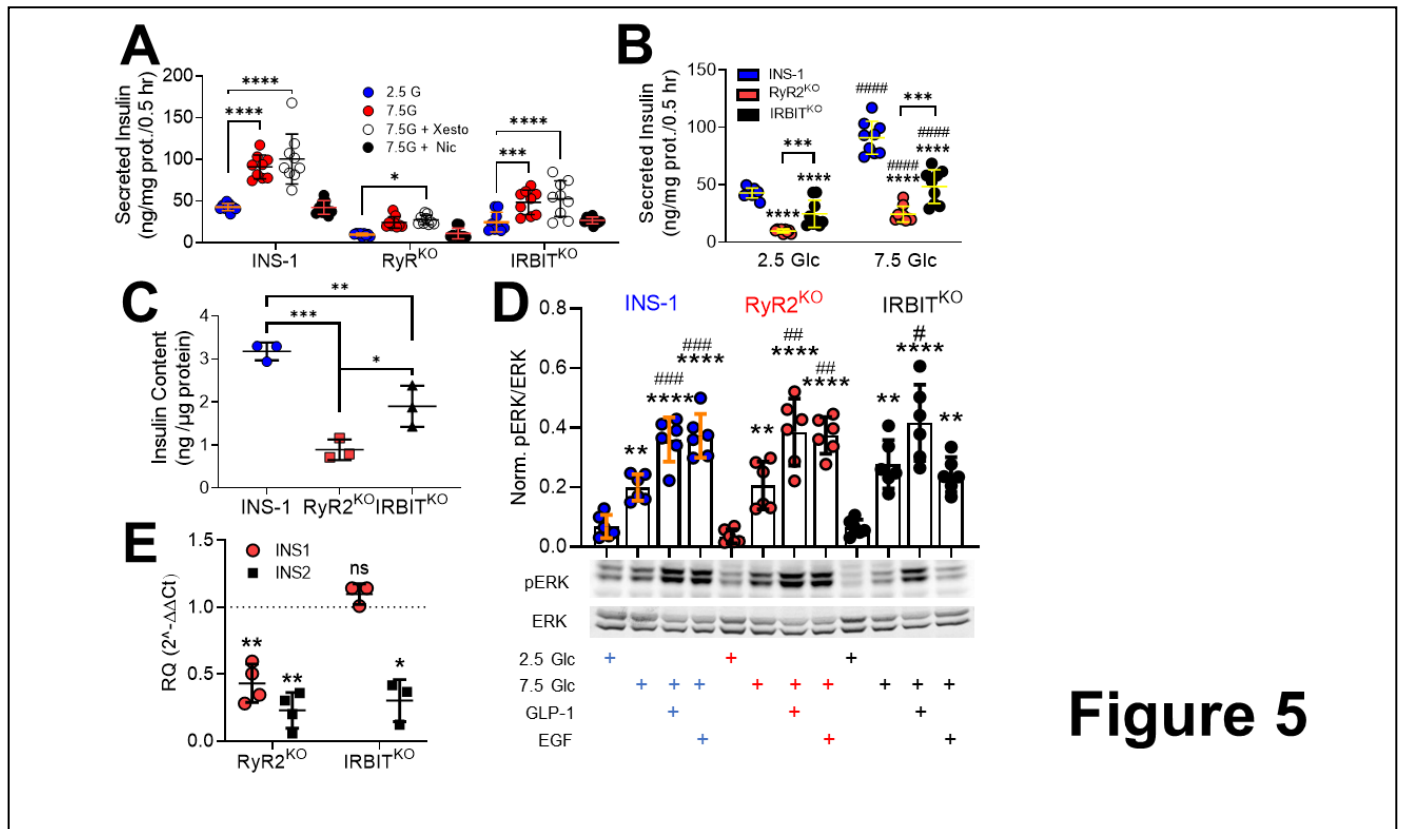 A
Secreted Insulin
(ng/mg prot./0.5 hr)
200
150
100
50
0
****
****
*
****
***
2.5 G
7.5G
7.5G + Xesto
7.5G + Nic
INS-1
RyR^KO
IRBIT^KO
B
Secreted Insulin
(ng/mg prot./0.5 hr)
150
100
50
0
INS-1
RyR2^KO
IRBIT^KO
***
****
****
####
***
####
****
####
****
2.5 Glc
7.5 Glc
C
Insulin Content
(ng /µg protein)
4
3
2
1
0
**
***
*
INS-1
RyR2^KO
IRBIT^KO
D
Norm. pERK/ERK
0.8
0.6
0.4
0.2
0.0
INS-1
RyR2^KO
IRBIT^KO
**
###
****
###
****
**
##
****
##
****
**
#
****
**
pERK
ERK
2.5 Glc + + +
7.5 Glc + + + + + + + + +
GLP-1 + + +
EGF + + +
E
RQ (2^-ΔΔCt)
1.5
1.0
0.5
0.0
INS1
INS2
**
**
ns
*
RyR2^KO
IRBIT^KO
Figure 5